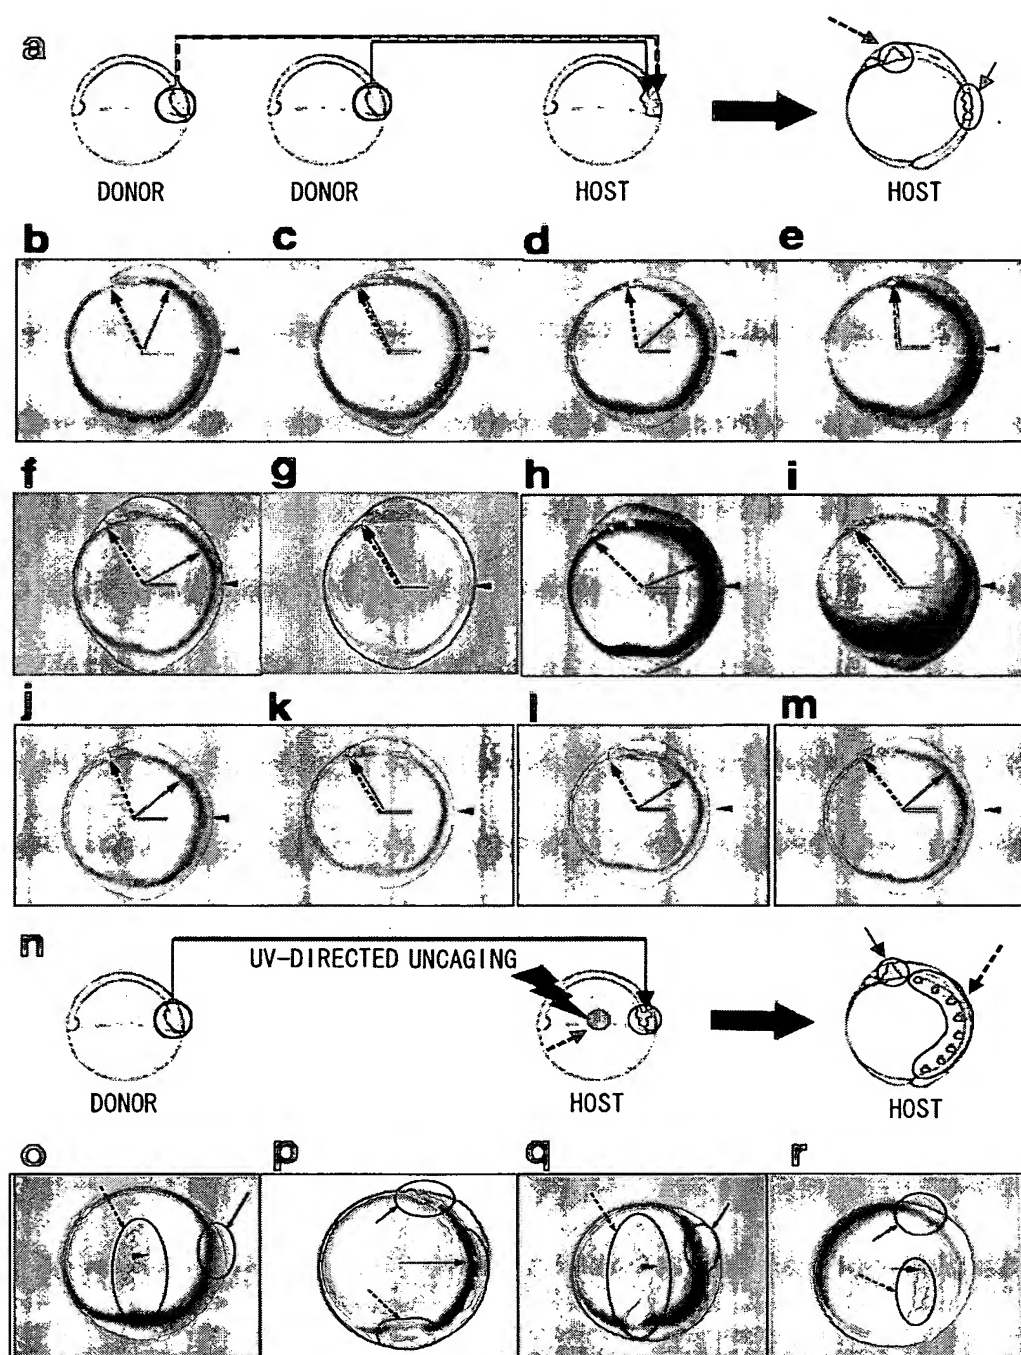 a
DONOR DONOR HOST HOST
b c d e
f g h i
j k l m
n
UV-DIRECTED UNCAGING
DONOR HOST HOST
o p q r